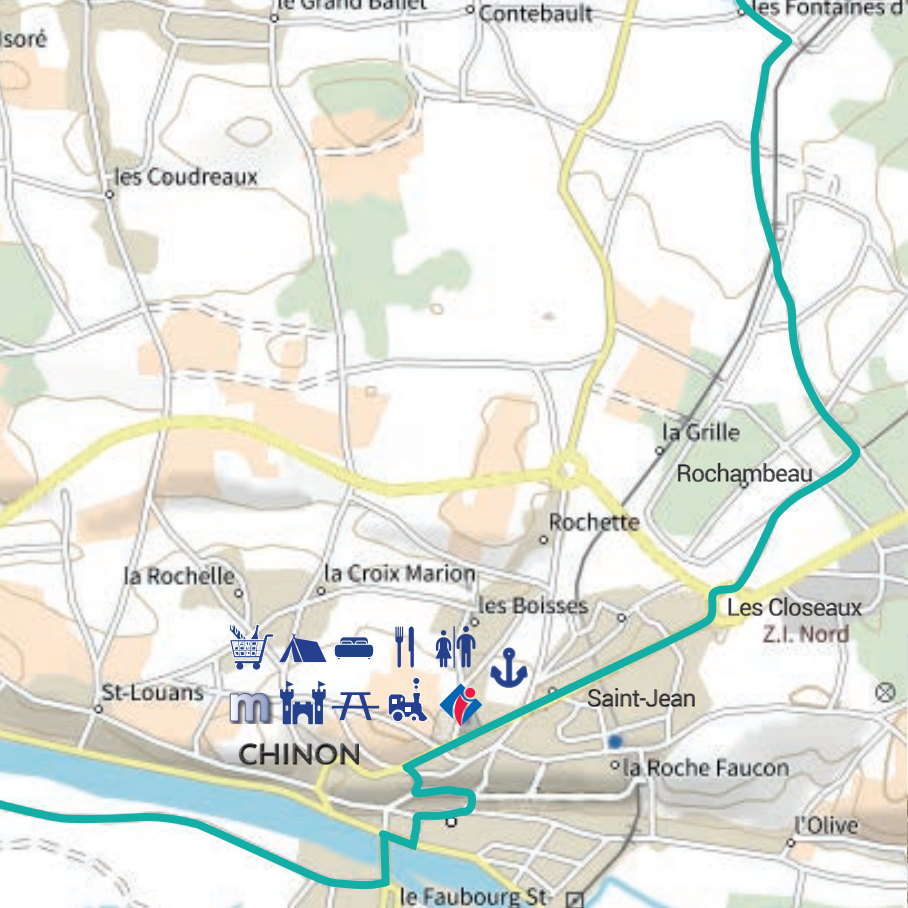 le Grand Ballet
Contebault
les Fontaines d'
Isoré
les Coudreaux
la Grille
Rochambeau
Rochette
la Rochelle
la Croix Marion
les Boisses
Les Closeaux
Z.I. Nord
St-Louans
m
Saint-Jean
CHINON
la Roche Faucon
l'Olive
le Faubourg St-